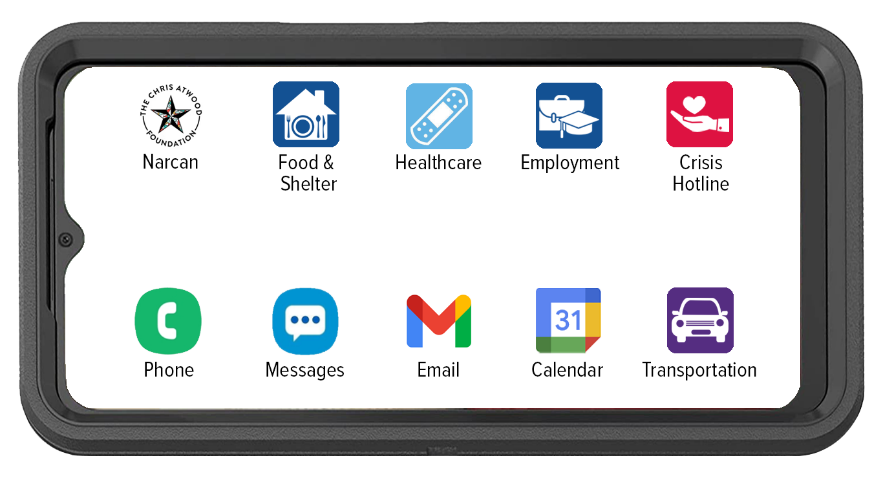 THE CHRIS ATWOOD
FOUNDATION
Narcan
Food &
Shelter
Healthcare
Employment
Crisis
Hotline
31
Phone
Messages
Email
Calendar
Transportation